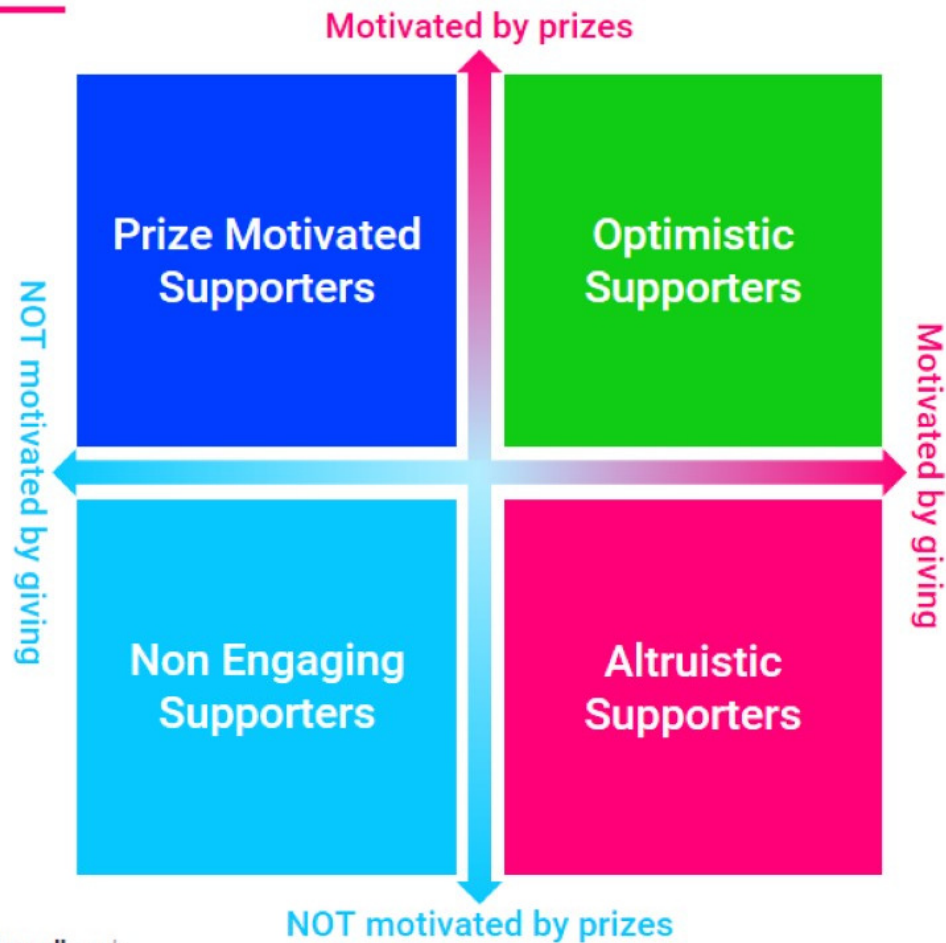 Motivated by prizes
Prize Motivated
Supporters
Optimistic
Supporters
NOT motivated by giving
Motivated by giving
Non Engaging
Supporters
Altruistic
Supporters
NOT motivated by prizes